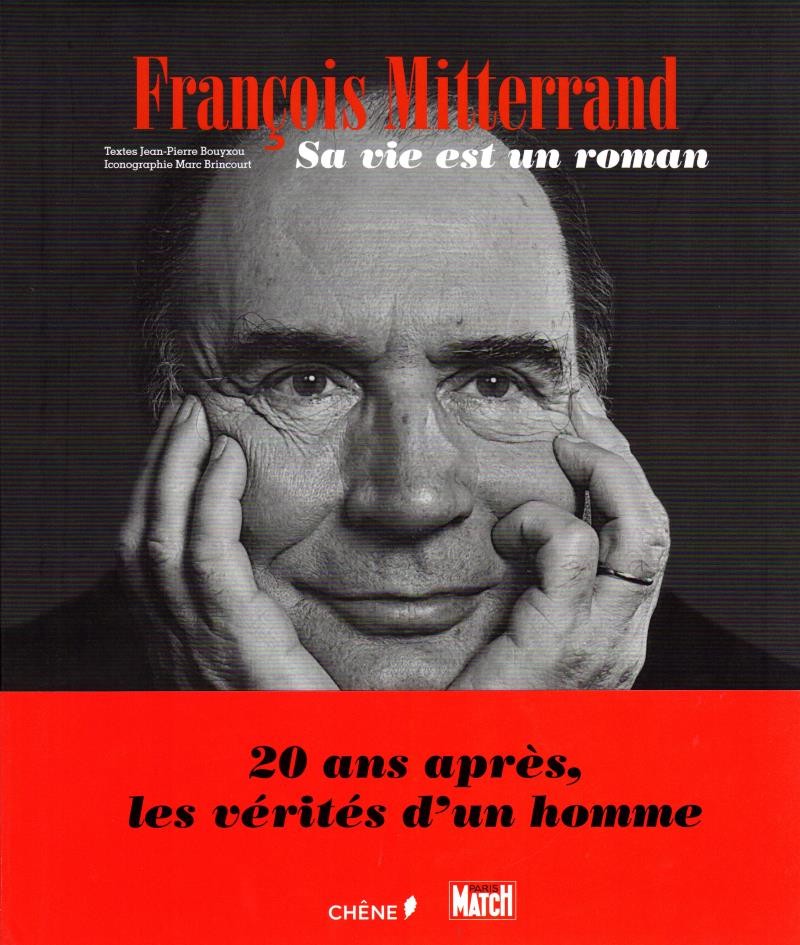 François Mitterrand
Textes Jean-Pierre Bouyxou
Iconographie Marc Brincourt
Sa vie est un roman
20 ans après,
les vérités d'un homme
CHÊNE
PARIS
MATCH